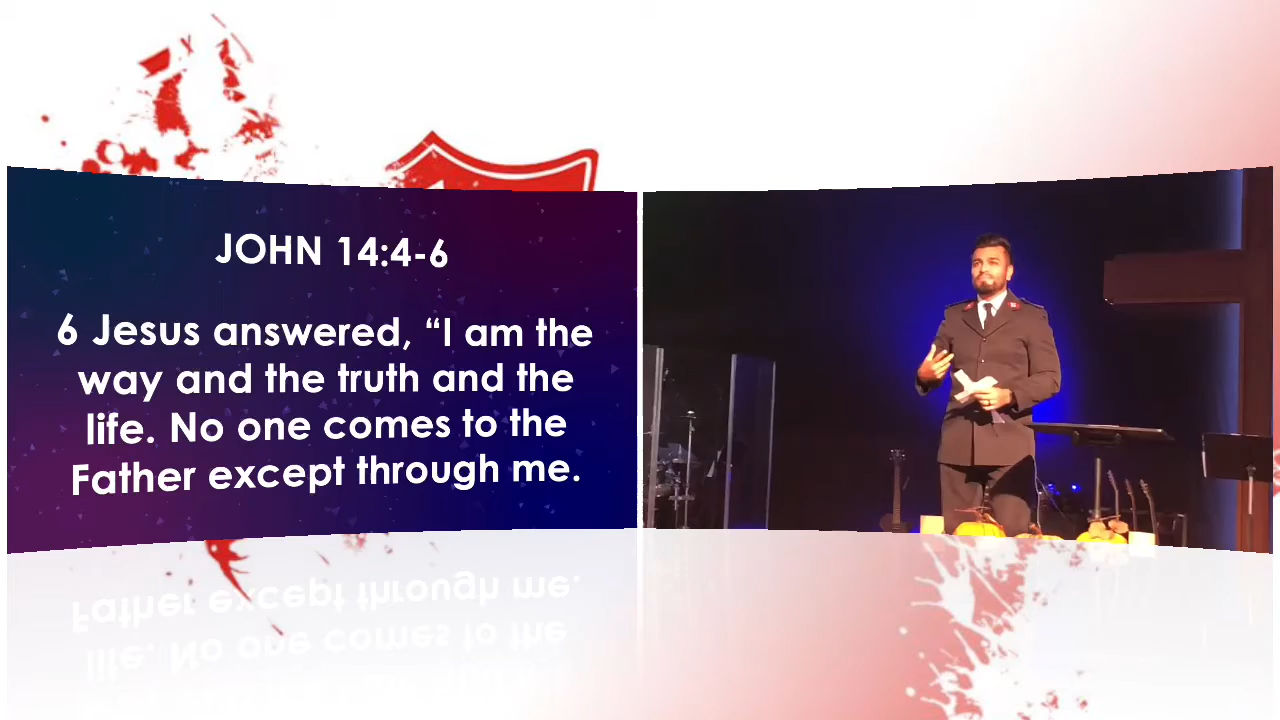 JOHN 14:4-6
6 Jesus answered, “I am the
way and the truth and the
life. No one comes to the
Father except through me.